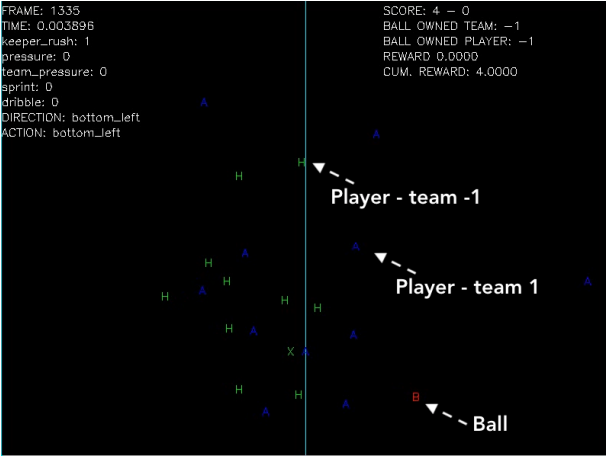 FRAME: 1335
TIME: 0.003896
keeper_rush: 1
pressure: 0
team_pressure: 0
sprint: 0
dribble: 0
DIRECTION: bottom_left
ACTION: bottom_left
SCORE: 4 - 0
BALL OWNED TEAM: -1
BALL OWNED PLAYER: -1
REWARD 0.0000
CUM. REWARD: 4.0000
A
A
H
H
Player - team -1
A
A
H
H
A
Player - team 1
A
H
H
H
H
A
A
X
A
H
H
B
A
A
Ball